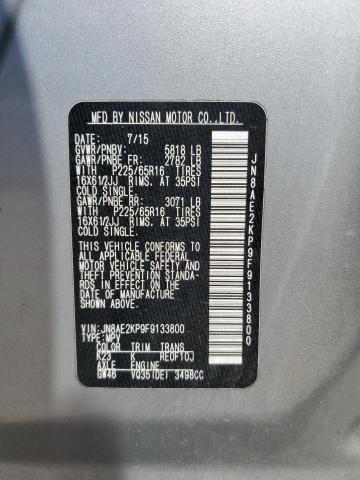 MFD BY NISSAN MOTOR CO.,LTD.
DATE: 7/15
GVWR/PNBV: 5818 LB
GAWR/PNBE FR: 2782 LB
WITH P225/65R16 TIRES
16X61/2JJ RIMS. AT 35PSI
COLD SINGLE.
GAWR/PNBE RR: 3071 LB
WITH P225/65R16 TIRES
16X61/2JJ RIMS. AT 35PSI
COLD SINGLE.
THIS VEHICLE CONFORMS TO
ALL APPLICABLE FEDERAL
MOTOR VEHICLE SAFETY AND
THEFT PREVENTION STANDA-
RDS IN EFFECT ON THE
DATE OF MANUFACTURE
SHOWN ABOVE.
VIN: JN8AE2KP9F9133800
TYPE: MPV
COLOR TRIM TRANS
K23 K RE0F10J
AXLE ENGINE
GW46 VQ35(DE) 3498CC
JN8AE2KP9F9133800